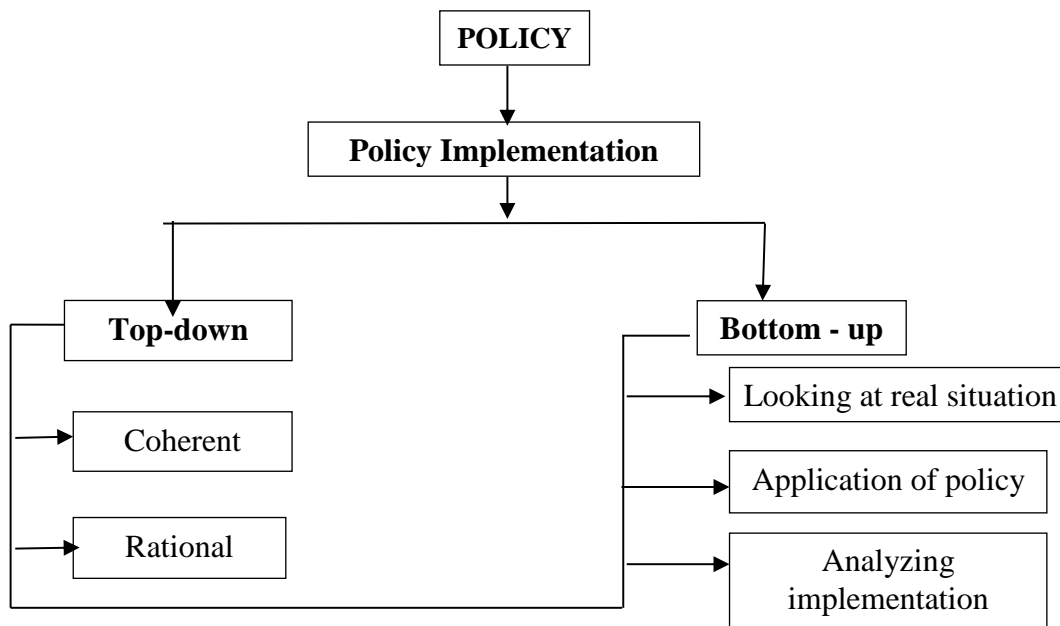 POLICY
Policy Implementation
Top-down
Bottom - up
Looking at real situation
Coherent
Application of policy
Rational
Analyzing
implementation